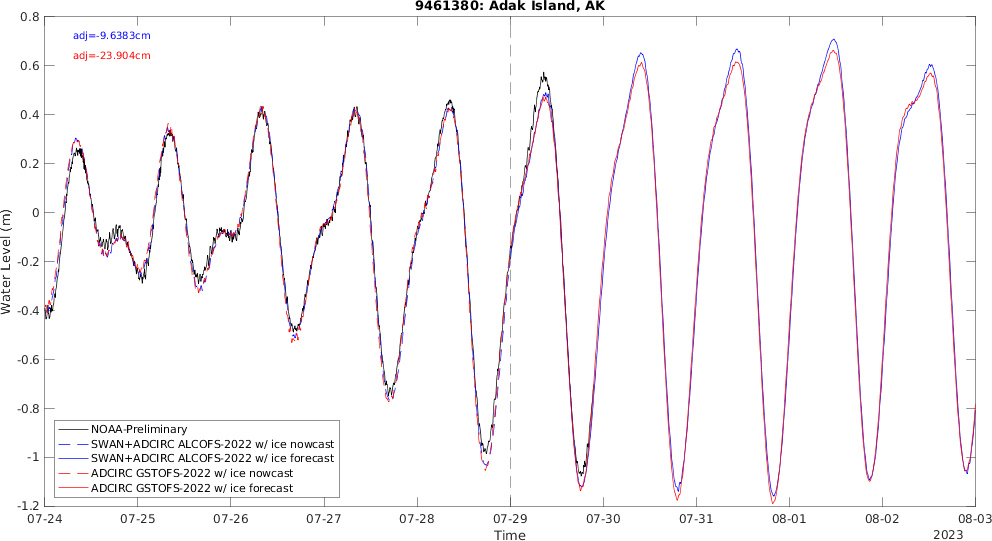 9461380: Adak Island, AK
adj=-9.6383cm
adj=-23.904cm
0.8
0.6
0.4
0.2
0
-0.2
-0.4
-0.6
-0.8
-1
-1.2
Water Level (m)
NOAA-Preliminary
SWAN+ADCIRC ALCOFS-2022 w/ ice nowcast
SWAN+ADCIRC ALCOFS-2022 w/ ice forecast
ADCIRC GSTOFS-2022 w/ ice nowcast
ADCIRC GSTOFS-2022 w/ ice forecast
07-24 07-25 07-26 07-27 07-28 07-29 07-30 07-31 08-01 08-02 08-03
Time
2023